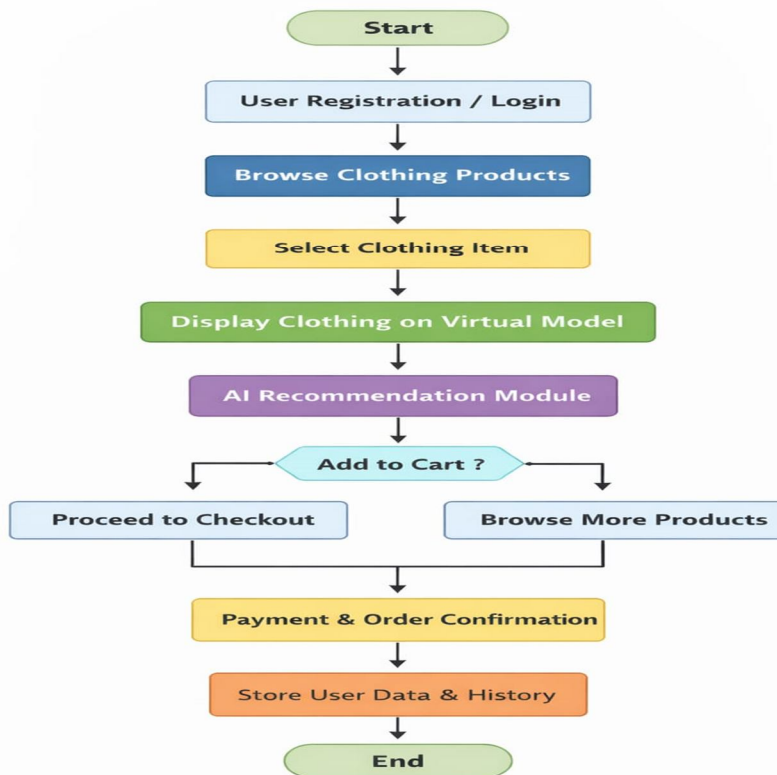 Start
User Registration / Login
Browse Clothing Products
Select Clothing Item
Display Clothing on Virtual Model
AI Recommendation Module
Add to Cart ?
Proceed to Checkout
Browse More Products
Payment & Order Confirmation
Store User Data & History
End